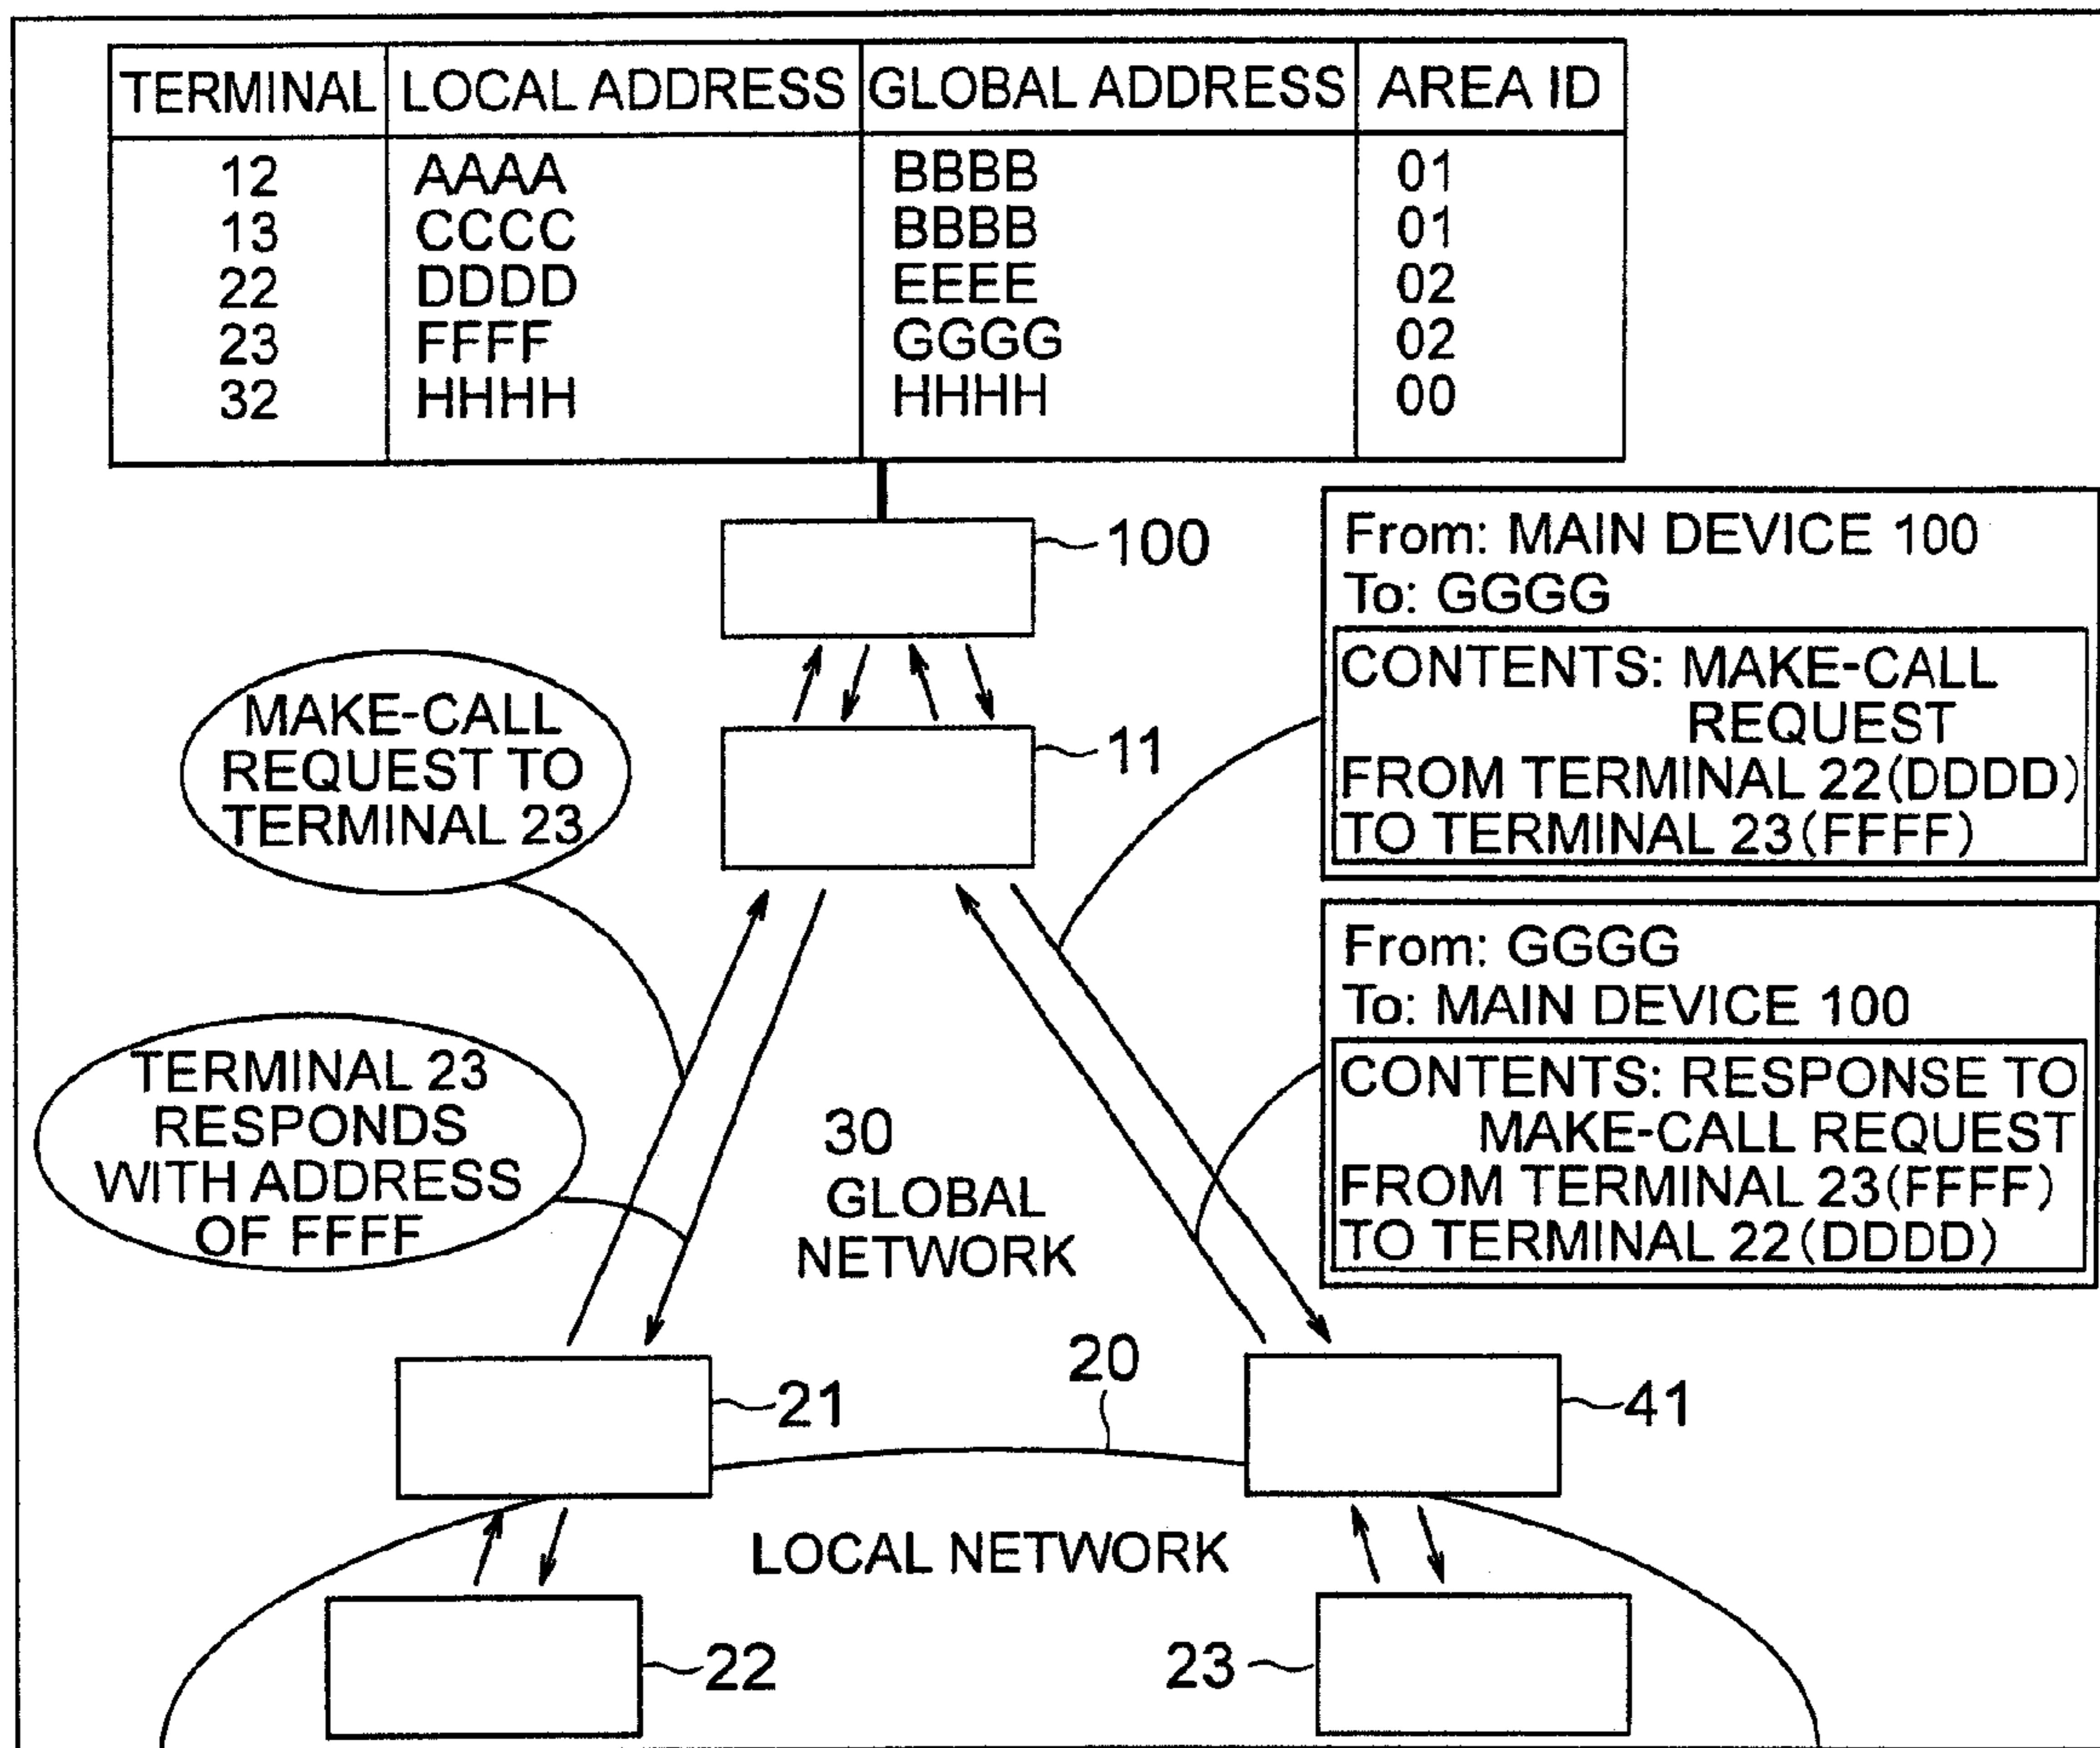 TERMINAL LOCAL ADDRESS GLOBAL ADDRESS AREA ID
12 AAAA BBBB 01
13 CCCC BBBB 01
22 DDDD EEEE 02
23 FFFF GGGG 02
32 HHHH HHHH 00
100
From: MAIN DEVICE 100
To: GGGG
CONTENTS: MAKE-CALL
REQUEST
FROM TERMINAL 22(DDDD)
TO TERMINAL 23(FFFF)
11
MAKE-CALL
REQUEST TO
TERMINAL 23
From: GGGG
To: MAIN DEVICE 100
CONTENTS: RESPONSE TO
MAKE-CALL REQUEST
FROM TERMINAL 23(FFFF)
TO TERMINAL 22(DDDD)
TERMINAL 23
RESPONDS
WITH ADDRESS
OF FFFF
30
GLOBAL
NETWORK
21
20
41
LOCAL NETWORK
22
23